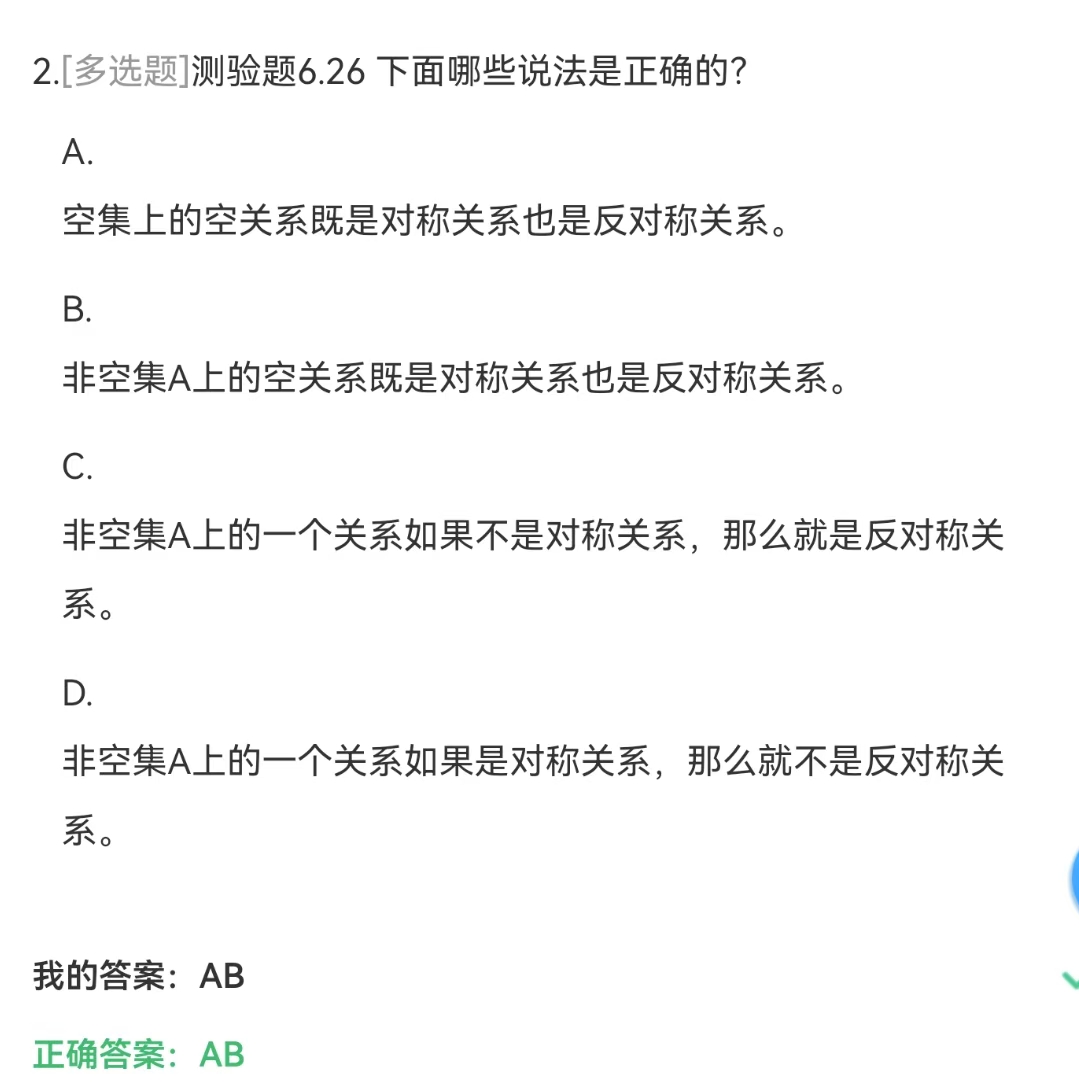 2.[多选题]测验题6.26 下面哪些说法是正确的？
A.
空集上的空关系既是对称关系也是反对称关系。
B.
非空集A上的空关系既是对称关系也是反对称关系。
C.
非空集A上的一个关系如果不是对称关系，那么就是反对称关
系。
D.
非空集A上的一个关系如果是对称关系，那么就不是反对称关
系。
我的答案：AB
正确答案：AB